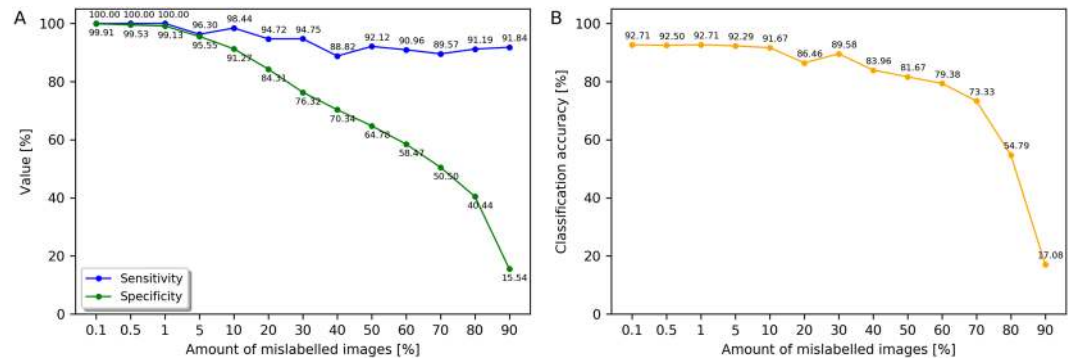 A
100.00 100.00 100.00 96.30 98.44 94.72 94.75 88.82 92.12 90.96 89.57 91.19 91.84
99.91 99.53 99.13 95.55 91.27 84.31 76.32 70.34 64.78 58.47 50.50 40.44 15.54
100
80
60
40
20
0
Value [%]
Sensitivity
Specificity
0.1 0.5 1 5 10 20 30 40 50 60 70 80 90
Amount of mislabelled images [%]
B
92.71 92.50 92.71 92.29 91.67 86.46 89.58 83.96 81.67 79.38 73.33 54.79 17.08
100
80
60
40
20
0
Classification accuracy [%]
0.1 0.5 1 5 10 20 30 40 50 60 70 80 90
Amount of mislabelled images [%]